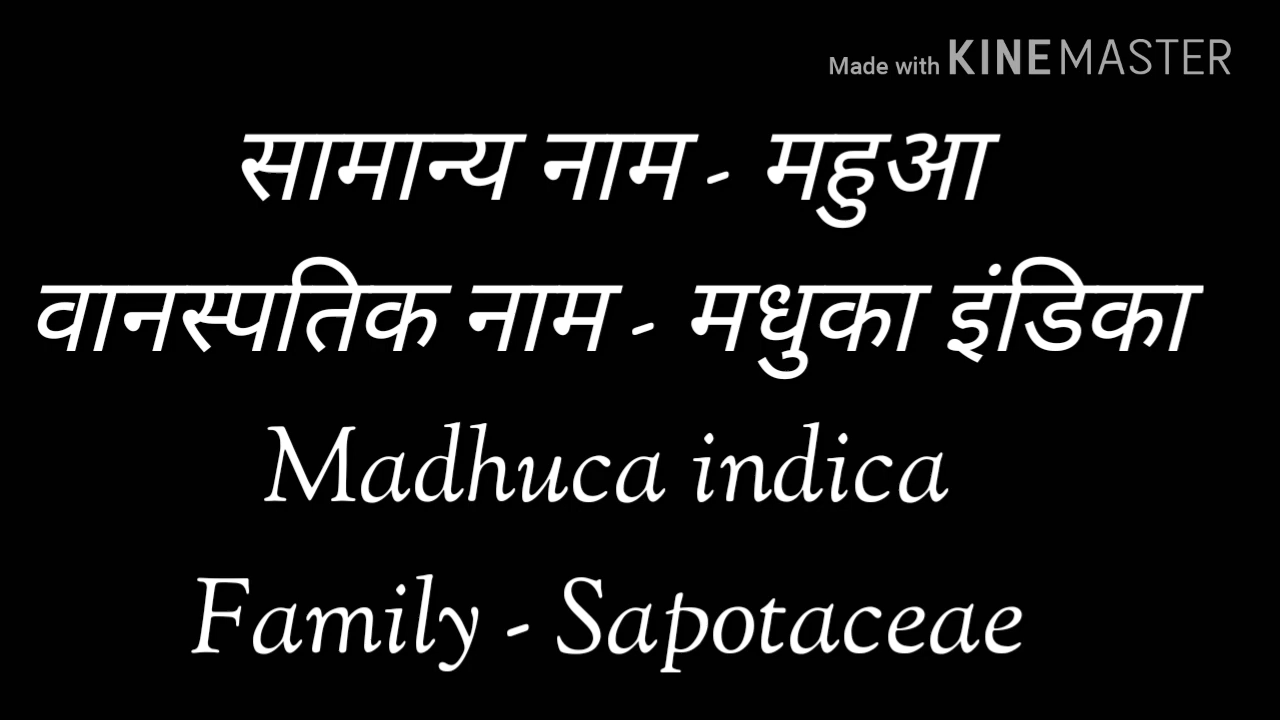 Made with KINEMASTER
सामान्य नाम - महुआ
वानस्पतिक नाम - मधुका इंडिका
Madhuca indica
Family - Sapotaceae